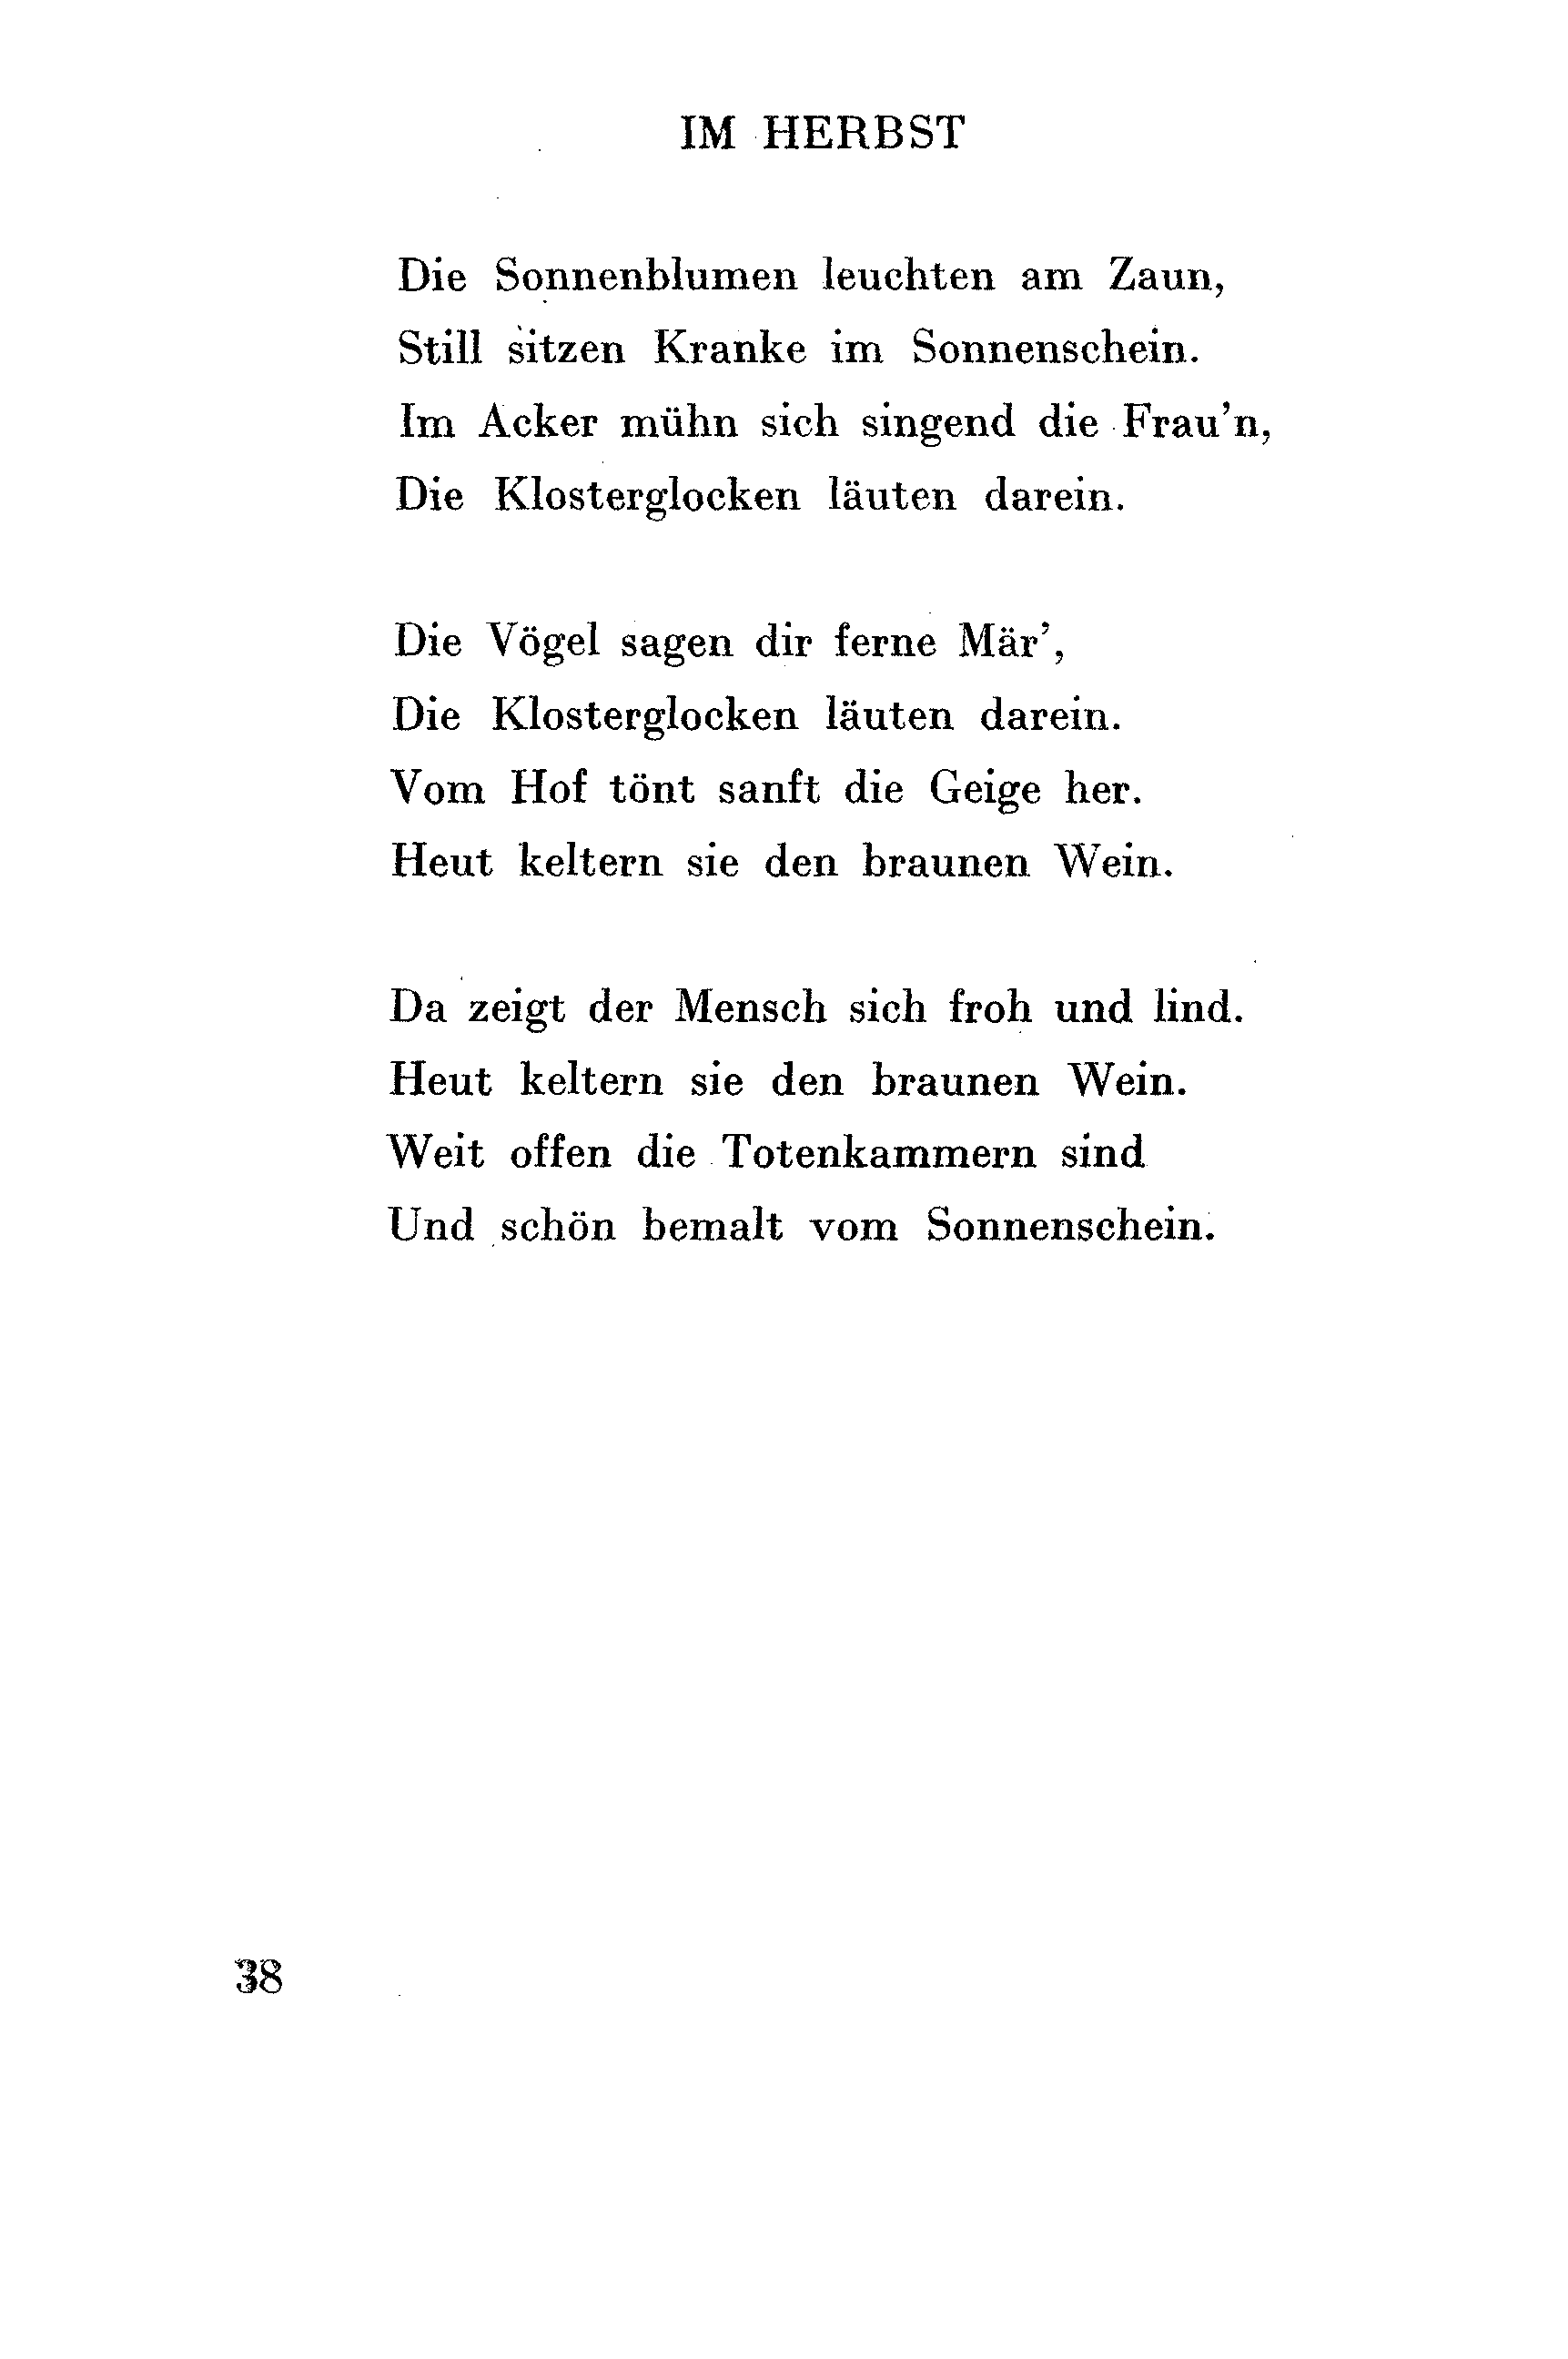 IM HERBST
Die Sonnenblumen leuchten am Zaun,
Still sitzen Kranke im Sonnenschein.
Im Acker mühn sich singend die Frau'n,
Die Klosterglocken läuten darein.
Die Vögel sagen dir ferne Mär',
Die Klosterglocken läuten darein.
Vom Hof tönt sanft die Geige her.
Heut keltern sie den braunen Wein.
Da zeigt der Mensch sich froh und lind.
Heut keltern sie den braunen Wein.
Weit offen die Totenkammern sind
Und schön bemalt vom Sonnenschein.
38